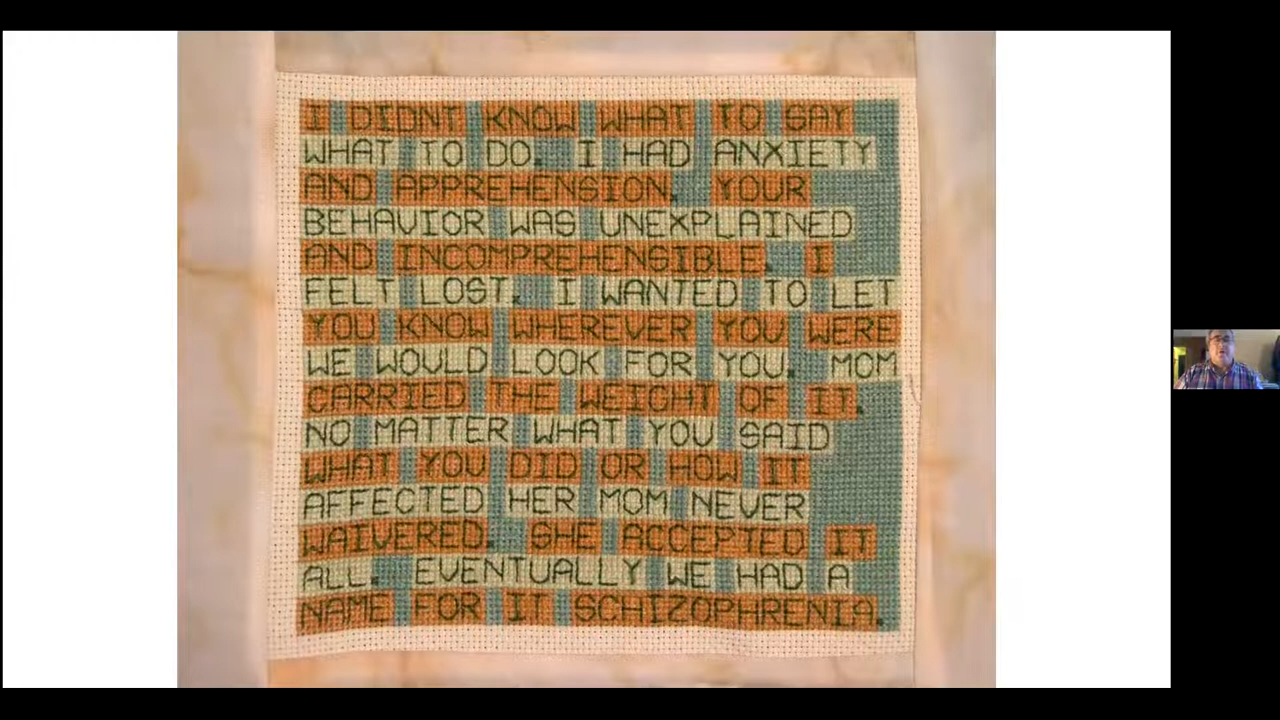 I DIDNT KNOW WHAT TO SAY
WHAT TO DO. I HAD ANXIETY
AND APPREHENSION. YOUR
BEHAVIOR WAS UNEXPLAINED
AND INCOMPREHENSIBLE. I
FELT LOST. I WANTED TO LET
YOU KNOW WHEREVER YOU WERE
WE WOULD LOOK FOR YOU. MOM
CARRIED THE WEIGHT OF IT.
NO MATTER WHAT YOU SAID
WHAT YOU DID OR HOW IT
AFFECTED HER MOM NEVER
WAIVERED. SHE ACCEPTED IT
ALL. EVENTUALLY WE HAD A
NAME FOR IT SCHIZOPHRENIA.